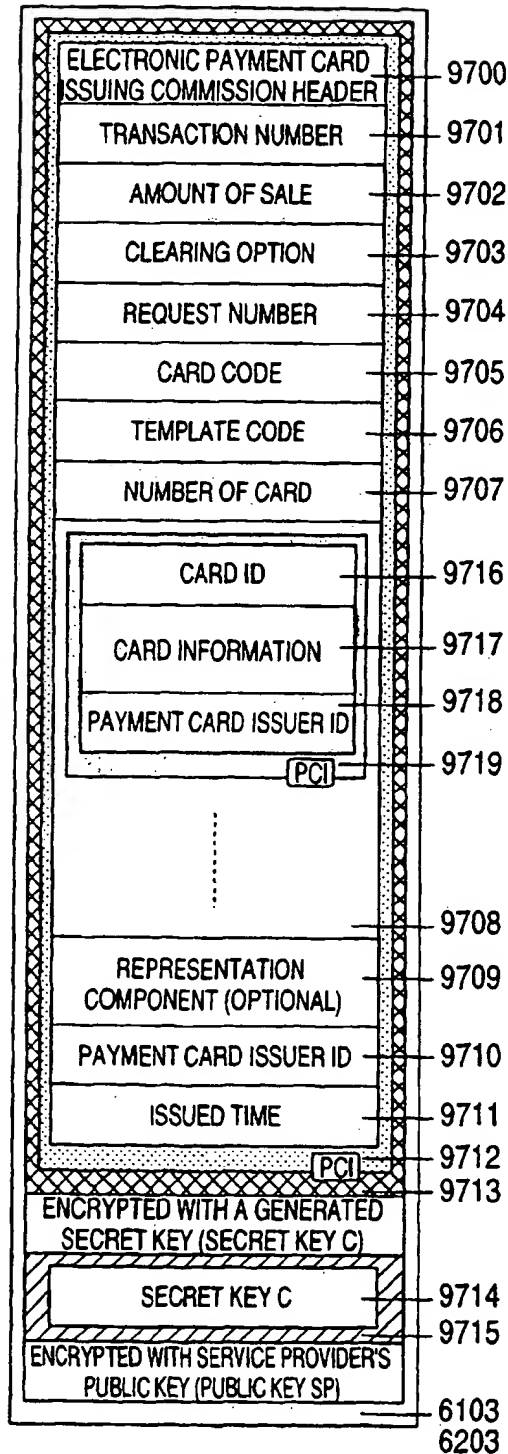 ELECTRONIC PAYMENT CARD
ISSUING COMMISSION HEADER
9700
TRANSACTION NUMBER
9701
AMOUNT OF SALE
9702
CLEARING OPTION
9703
REQUEST NUMBER
9704
CARD CODE
9705
TEMPLATE CODE
9706
NUMBER OF CARD
9707
CARD ID
9716
CARD INFORMATION
9717
PAYMENT CARD ISSUER ID
9718
PCI
9719
9708
REPRESENTATION
COMPONENT (OPTIONAL)
9709
PAYMENT CARD ISSUER ID
9710
ISSUED TIME
9711
PCI
9712
9713
ENCRYPTED WITH A GENERATED
SECRET KEY (SECRET KEY C)
SECRET KEY C
9714
9715
ENCRYPTED WITH SERVICE PROVIDER'S
PUBLIC KEY (PUBLIC KEY SP)
6103
6203